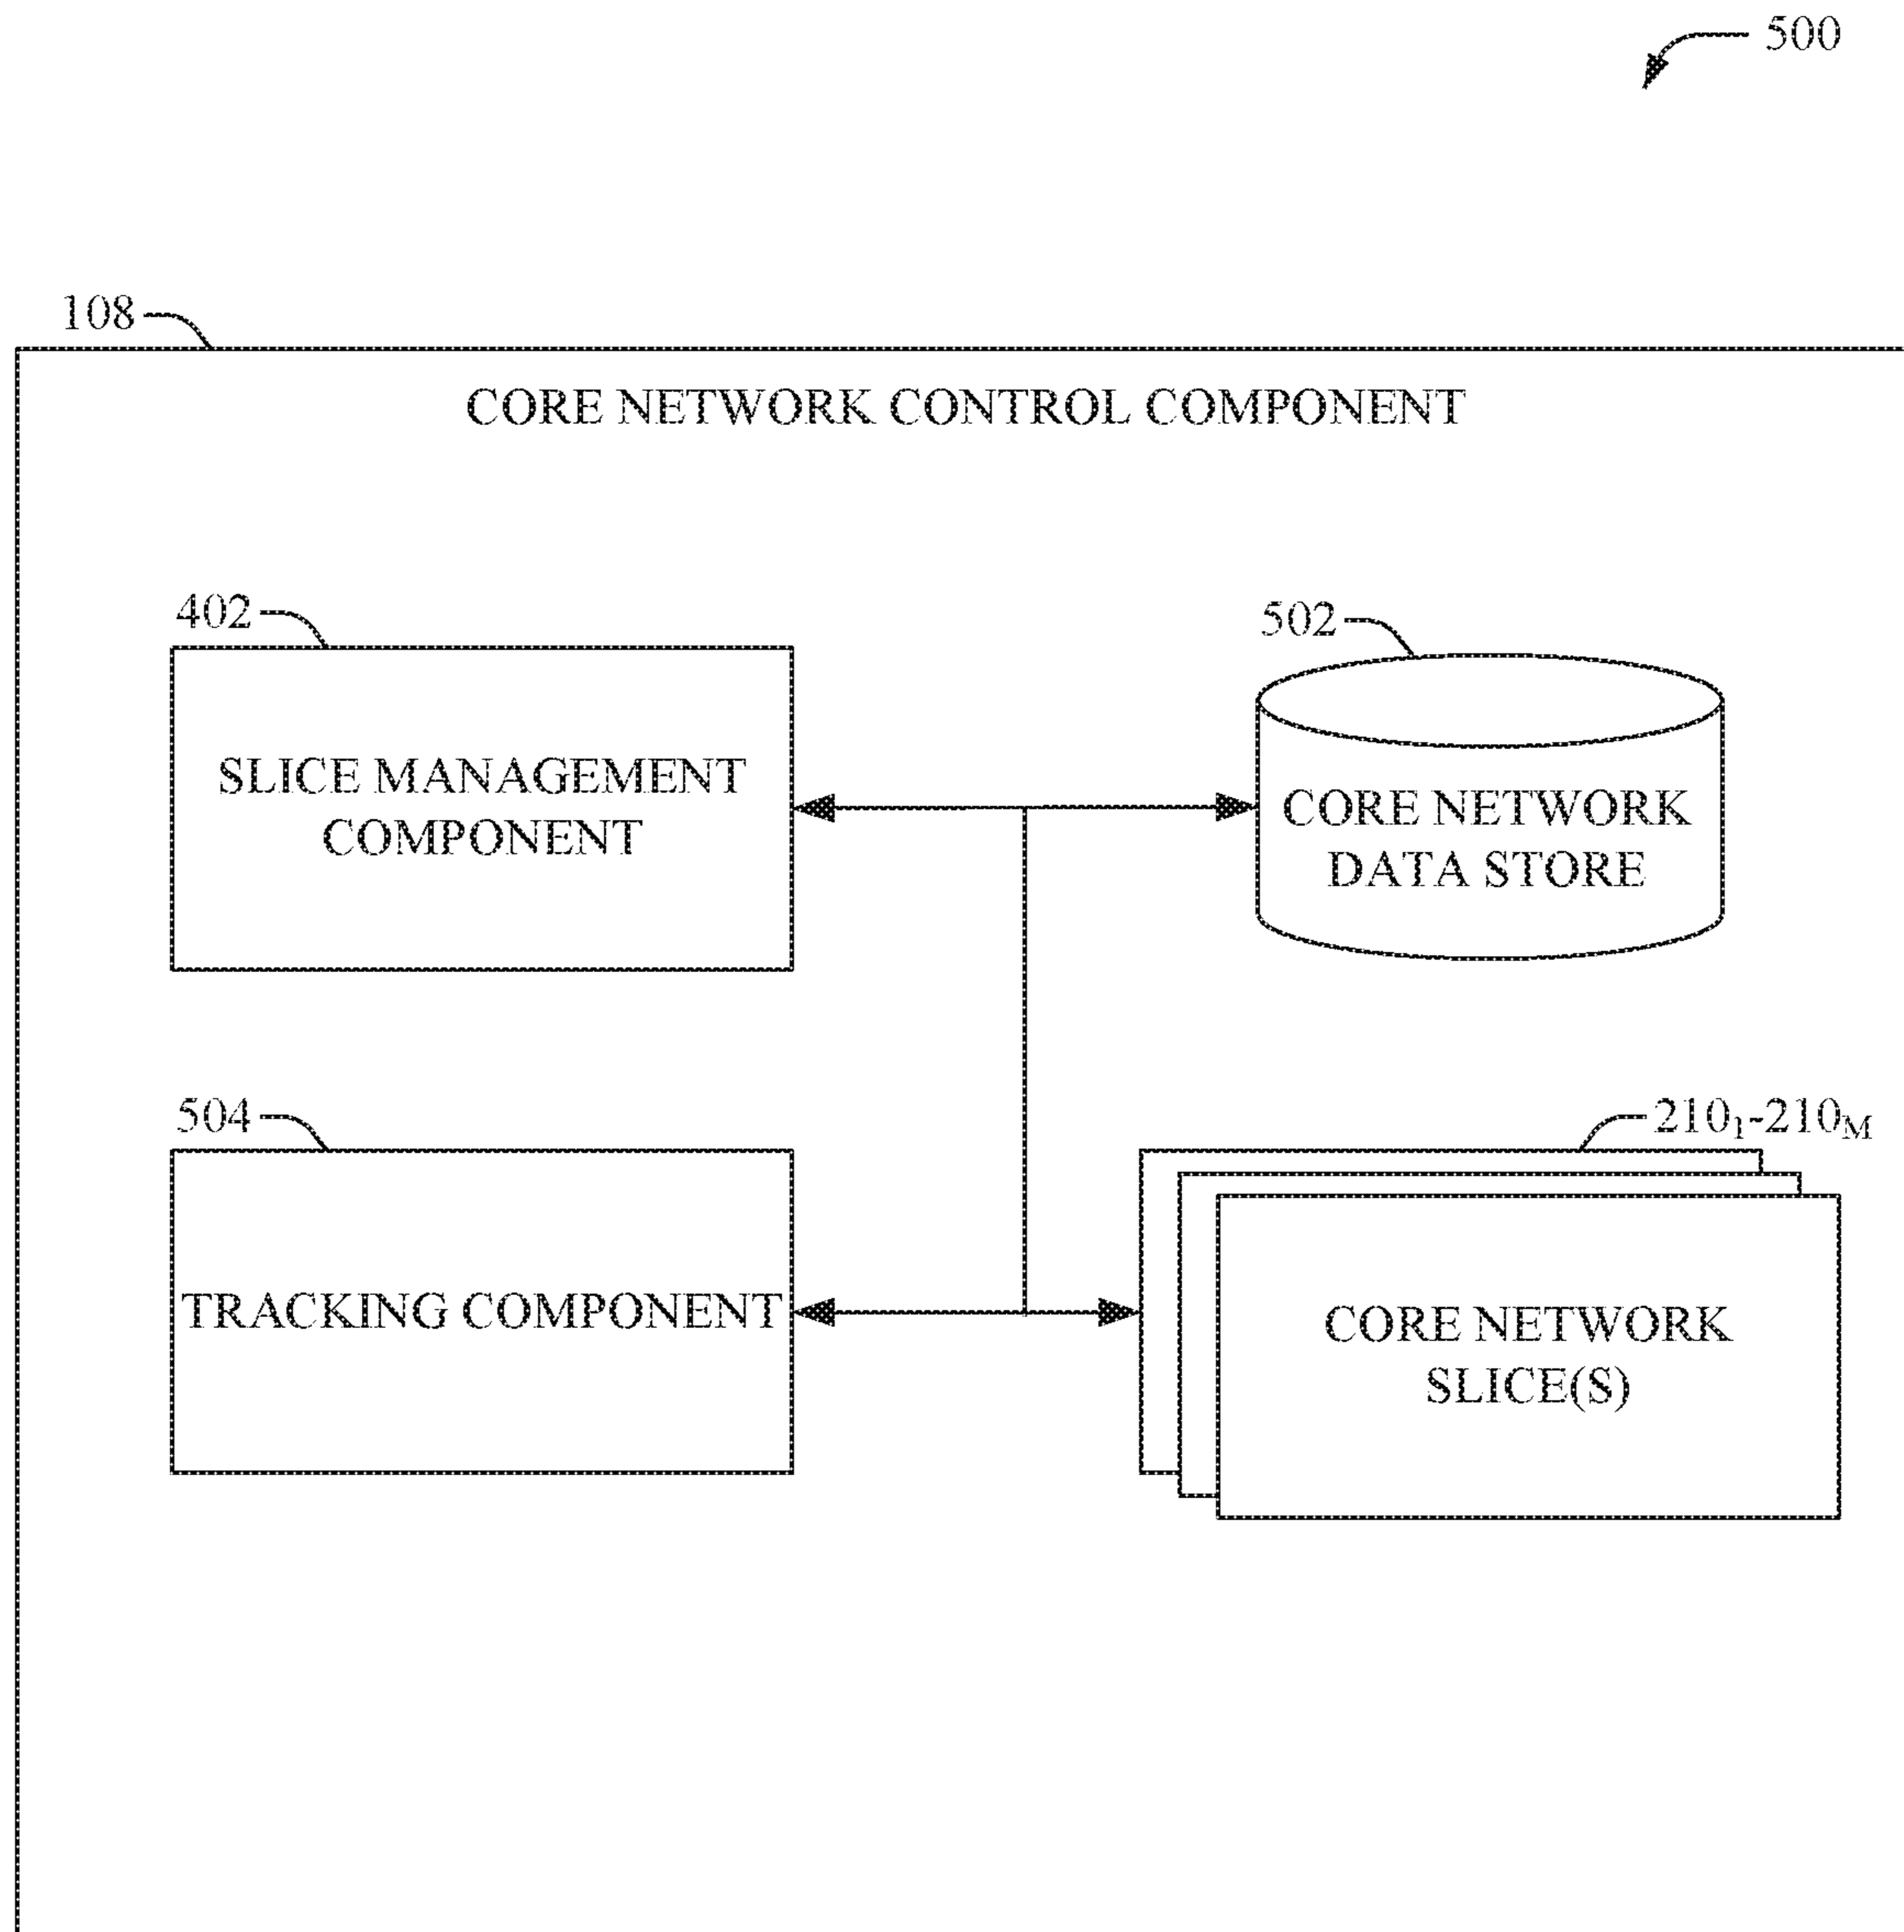 500
108
CORE NETWORK CONTROL COMPONENT
402
502
SLICE MANAGEMENT
COMPONENT
CORE NETWORK
DATA STORE
504
210₁-210ₘ
TRACKING COMPONENT
CORE NETWORK
SLICE(S)